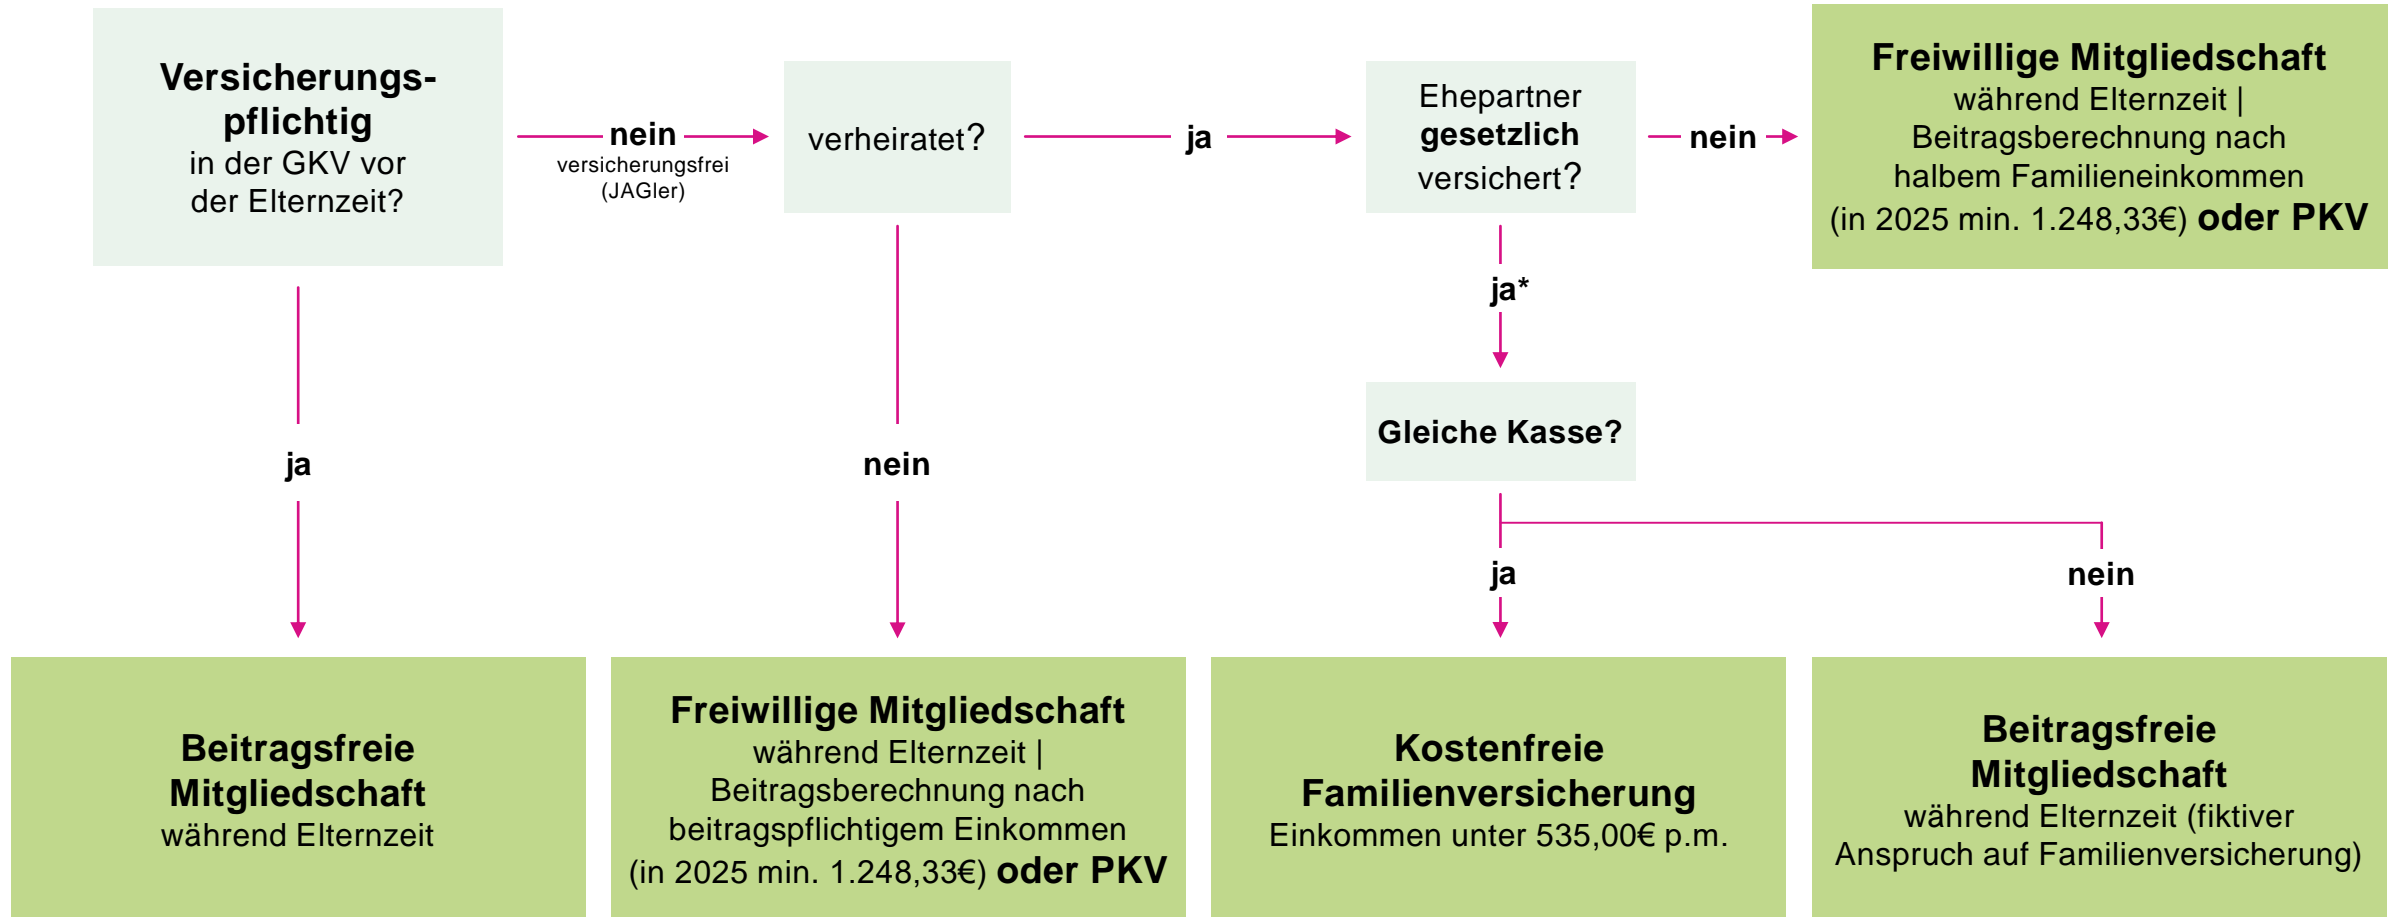 Versicherungs-
pflichtig
in der GKV vor
der Elternzeit?
nein
versicherungsfrei
(JAGler)
verheiratet?
ja
Ehepartner
gesetzlich
versichert?
nein
Freiwillige Mitgliedschaft
während Elternzeit |
Beitragsberechnung nach
halbem Familieneinkommen
(in 2025 min. 1.248,33€) oder PKV
ja*
Gleiche Kasse?
ja
nein
ja
nein
Beitragsfreie
Mitgliedschaft
während Elternzeit
Freiwillige Mitgliedschaft
während Elternzeit |
Beitragsberechnung nach
beitragspflichtigem Einkommen
(in 2025 min. 1.248,33€) oder PKV
Kostenfreie
Familienversicherung
Einkommen unter 535,00€ p.m.
Beitragsfreie
Mitgliedschaft
während Elternzeit (fiktiver
Anspruch auf Familienversicherung)